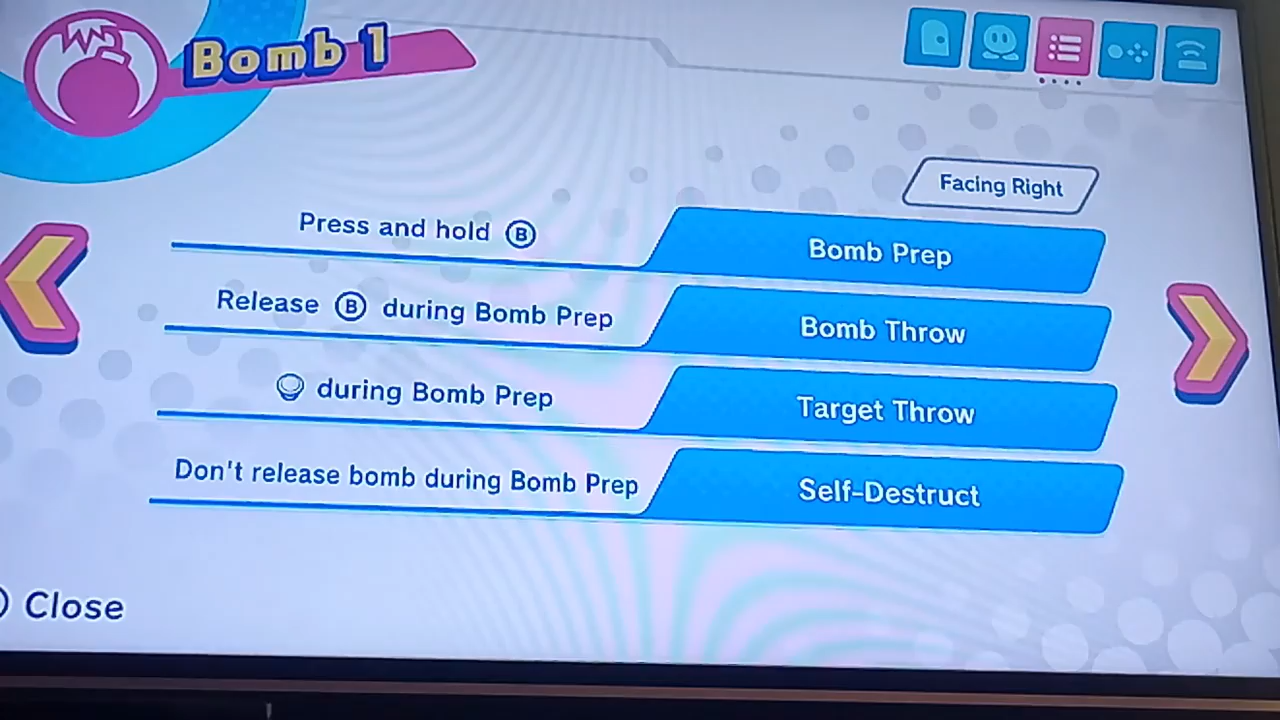 Bomb 1
Facing Right
Press and hold Ⓑ
Bomb Prep
Release Ⓑ during Bomb Prep
Bomb Throw
during Bomb Prep
Target Throw
Don't release bomb during Bomb Prep
Self-Destruct
Close